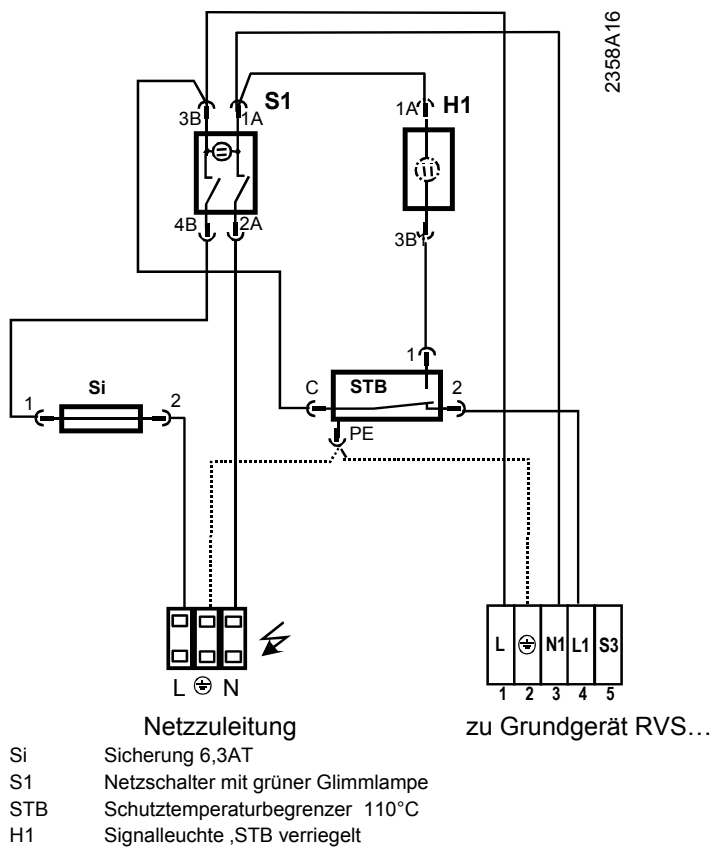 2358A16
S1
3B
1A
1A
H1
4B
2A
3B1
1
Si
1
2
C
STB
2
PE
L N1 L1 S3
1 2 3 4 5
L N
Netzzuleitung
zu Grundgerät RVS…
Si Sicherung 6,3AT
S1 Netzschalter mit grüner Glimmlampe
STB Schutztemperaturbegrenzer 110°C
H1 Signalleuchte ,STB verriegelt